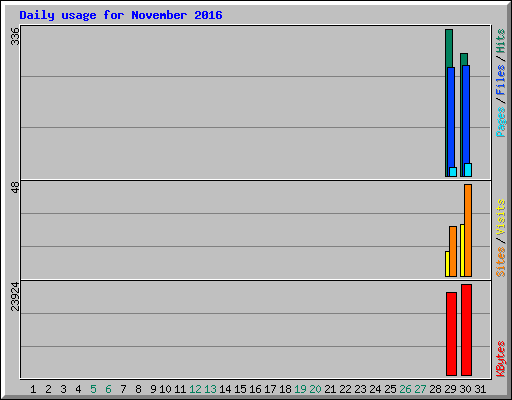 Daily usage for November 2016
336
Pages / Files / Hits
48
Sites / Visits
23924
KBytes
1 2 3 4 5 6 7 8 9 10 11 12 13 14 15 16 17 18 19 20 21 22 23 24 25 26 27 28 29 30 31